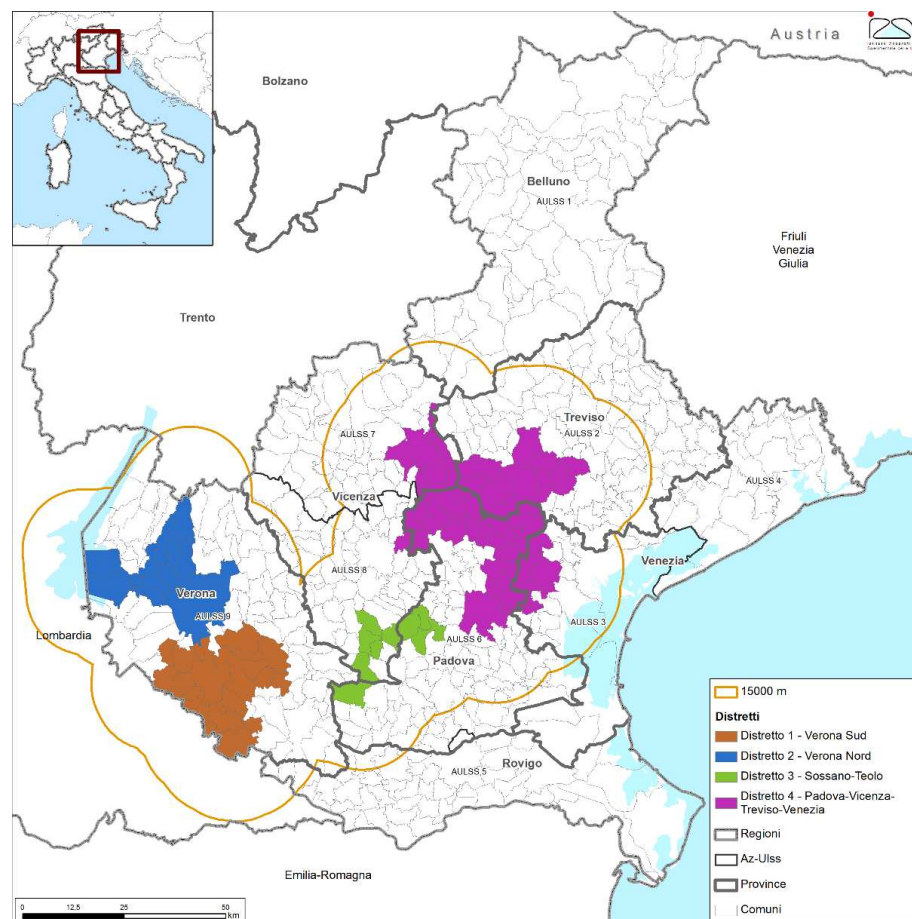 Austria
Bolzano
Belluno
AULSS 1
Friuli
Venezia
Giulia
Trento
Treviso
AULSS 2
AULSS 7
AULSS 4
Vicenza
Venezia
AULSS 8
Verona
AULSS 9
AULSS 3
Lombardia
AULSS 6
Padova
Rovigo
AULSS 5
Emilia-Romagna
15000 m
Distretti
Distretto 1 - Verona Sud
Distretto 2 - Verona Nord
Distretto 3 - Sossano-Teolo
Distretto 4 - Padova-Vicenza-
Treviso-Venezia
Regioni
Az-Ulss
Province
Comuni
0 12.5 25 50
km